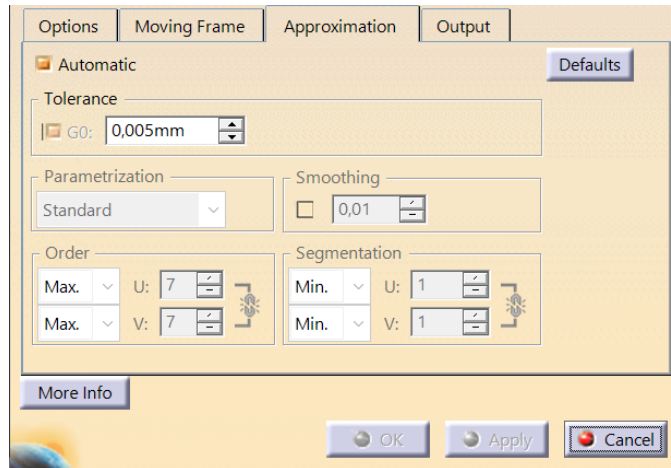 Options Moving Frame Approximation Output
Automatic Defaults
Tolerance
G0: 0,005mm
Parametrization Smoothing
Standard 0,01
Order Segmentation
Max. U: 7 Min. U: 1
Max. V: 7 Min. V: 1
More Info
OK Apply Cancel